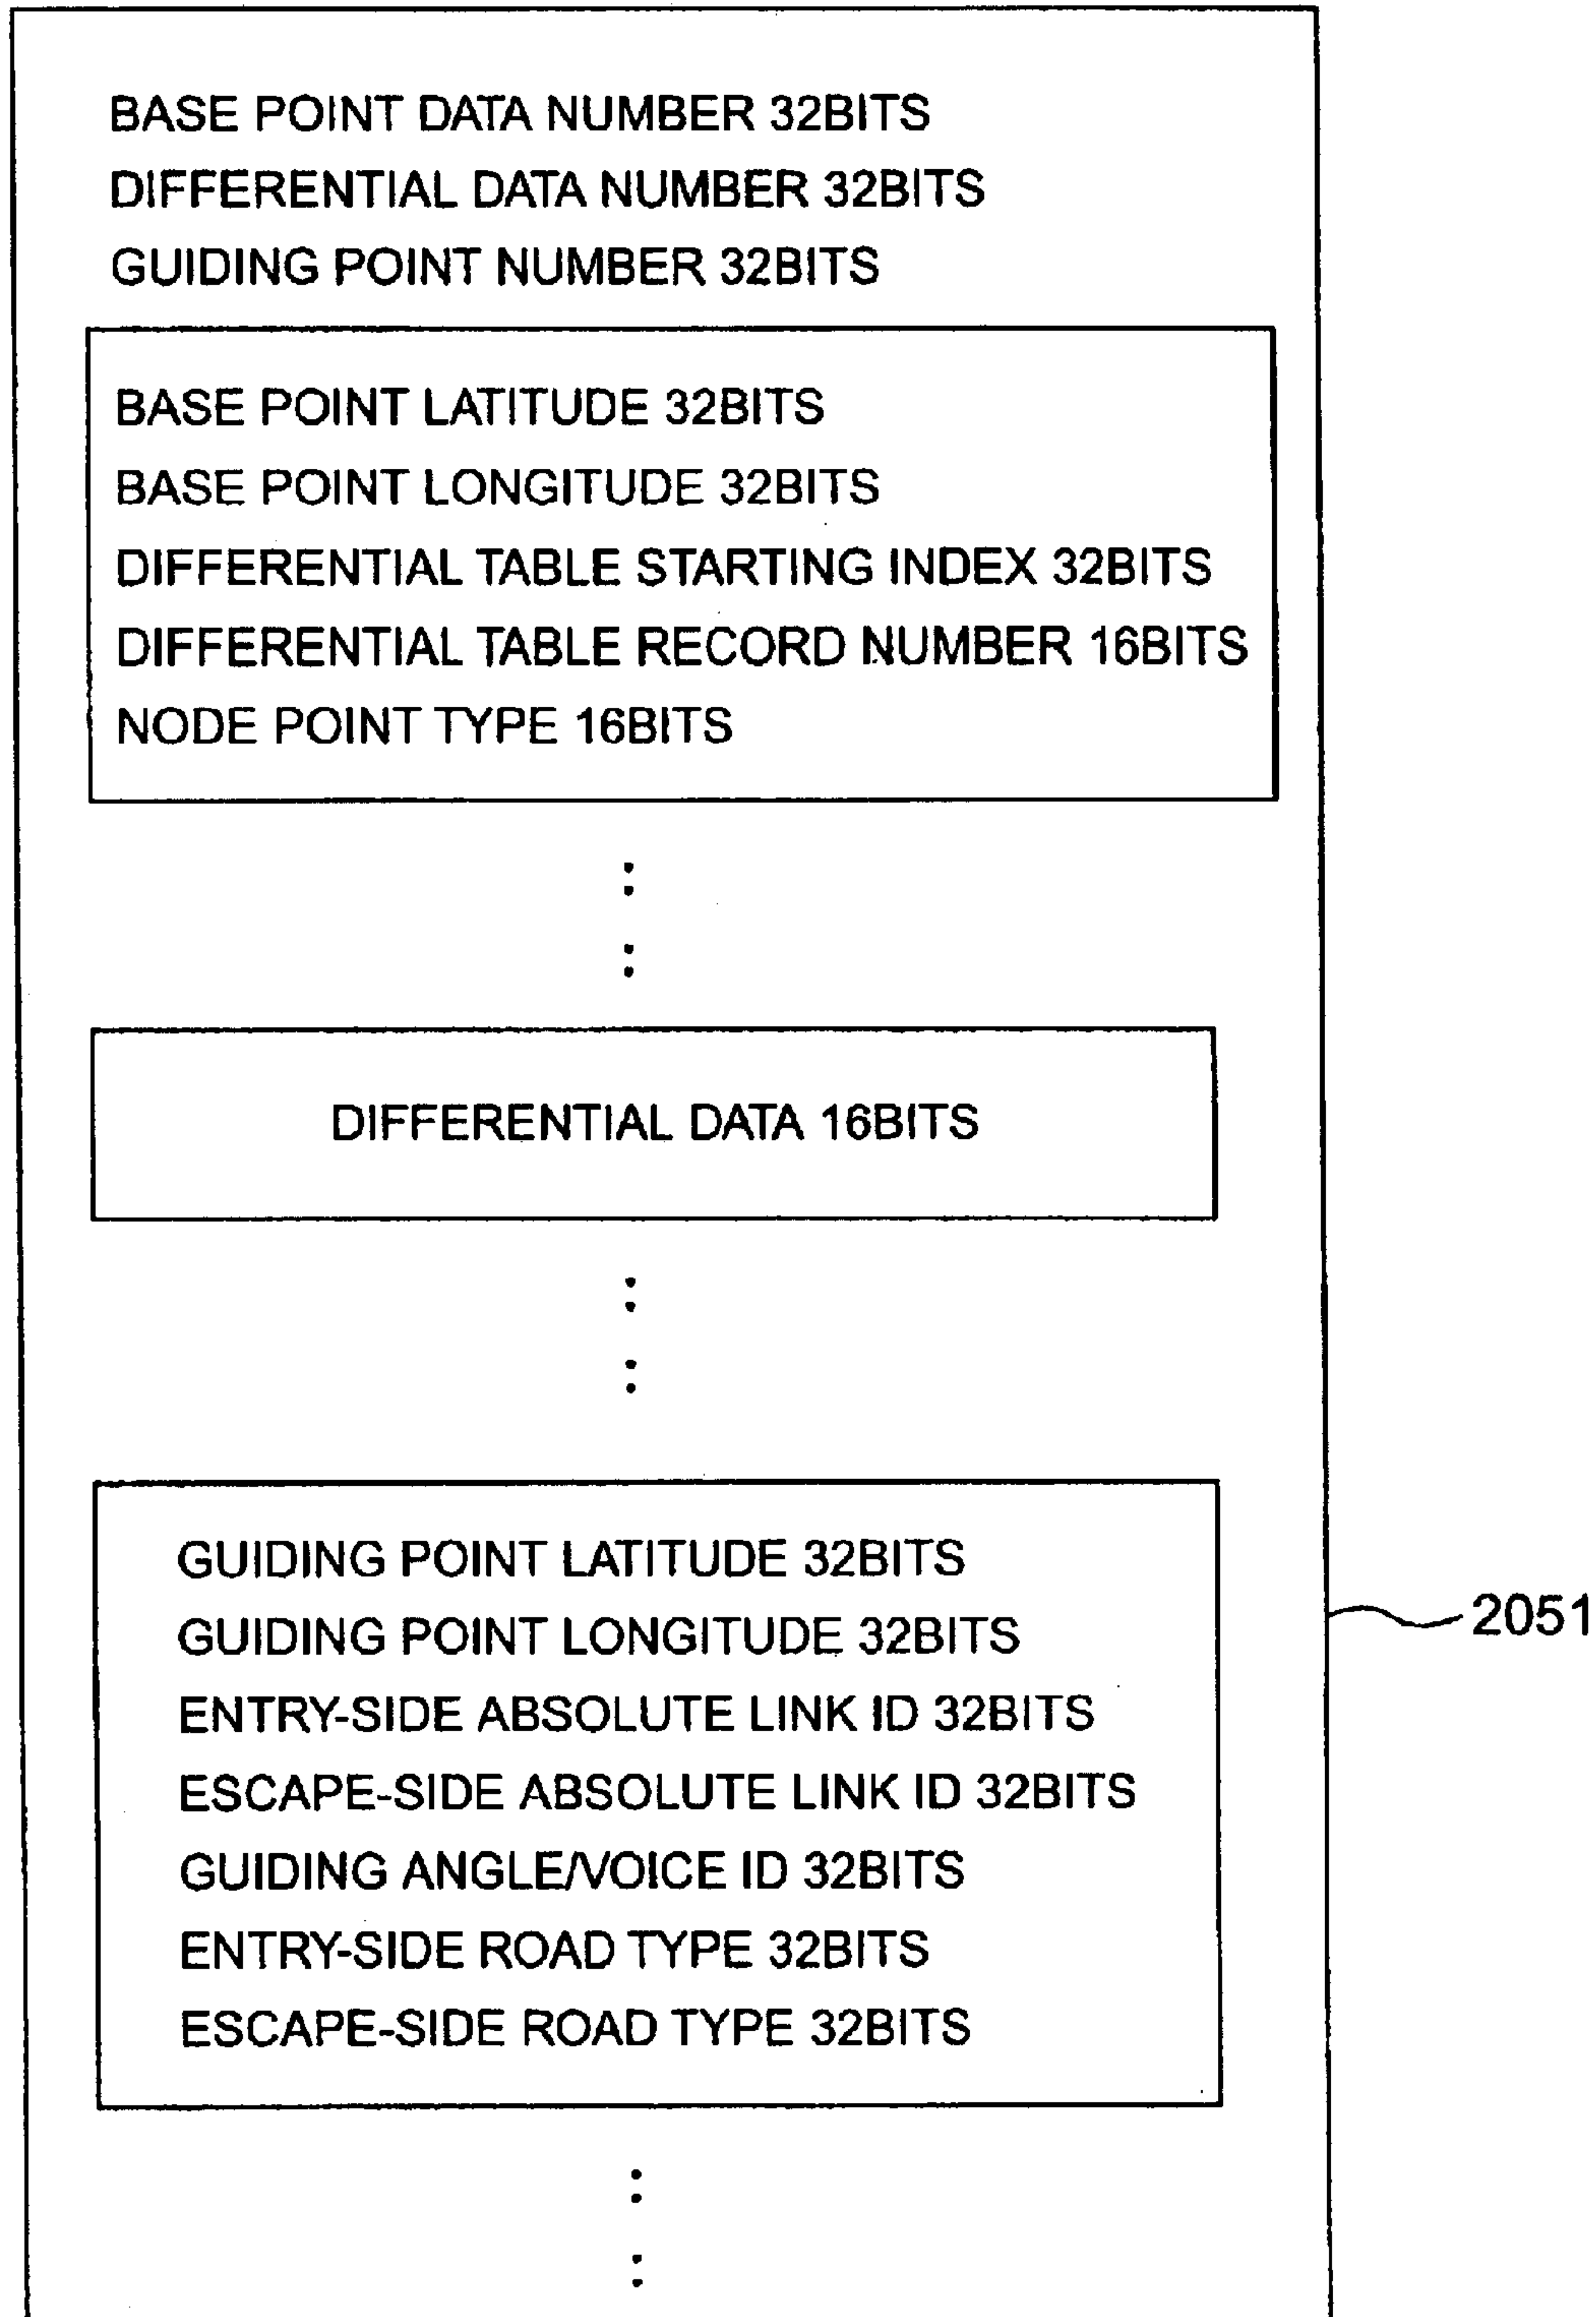 BASE POINT DATA NUMBER 32BITS
DIFFERENTIAL DATA NUMBER 32BITS
GUIDING POINT NUMBER 32BITS
BASE POINT LATITUDE 32BITS
BASE POINT LONGITUDE 32BITS
DIFFERENTIAL TABLE STARTING INDEX 32BITS
DIFFERENTIAL TABLE RECORD NUMBER 16BITS
NODE POINT TYPE 16BITS
DIFFERENTIAL DATA 16BITS
GUIDING POINT LATITUDE 32BITS
GUIDING POINT LONGITUDE 32BITS
2051
ENTRY-SIDE ABSOLUTE LINK ID 32BITS
ESCAPE-SIDE ABSOLUTE LINK ID 32BITS
GUIDING ANGLE/VOICE ID 32BITS
ENTRY-SIDE ROAD TYPE 32BITS
ESCAPE-SIDE ROAD TYPE 32BITS